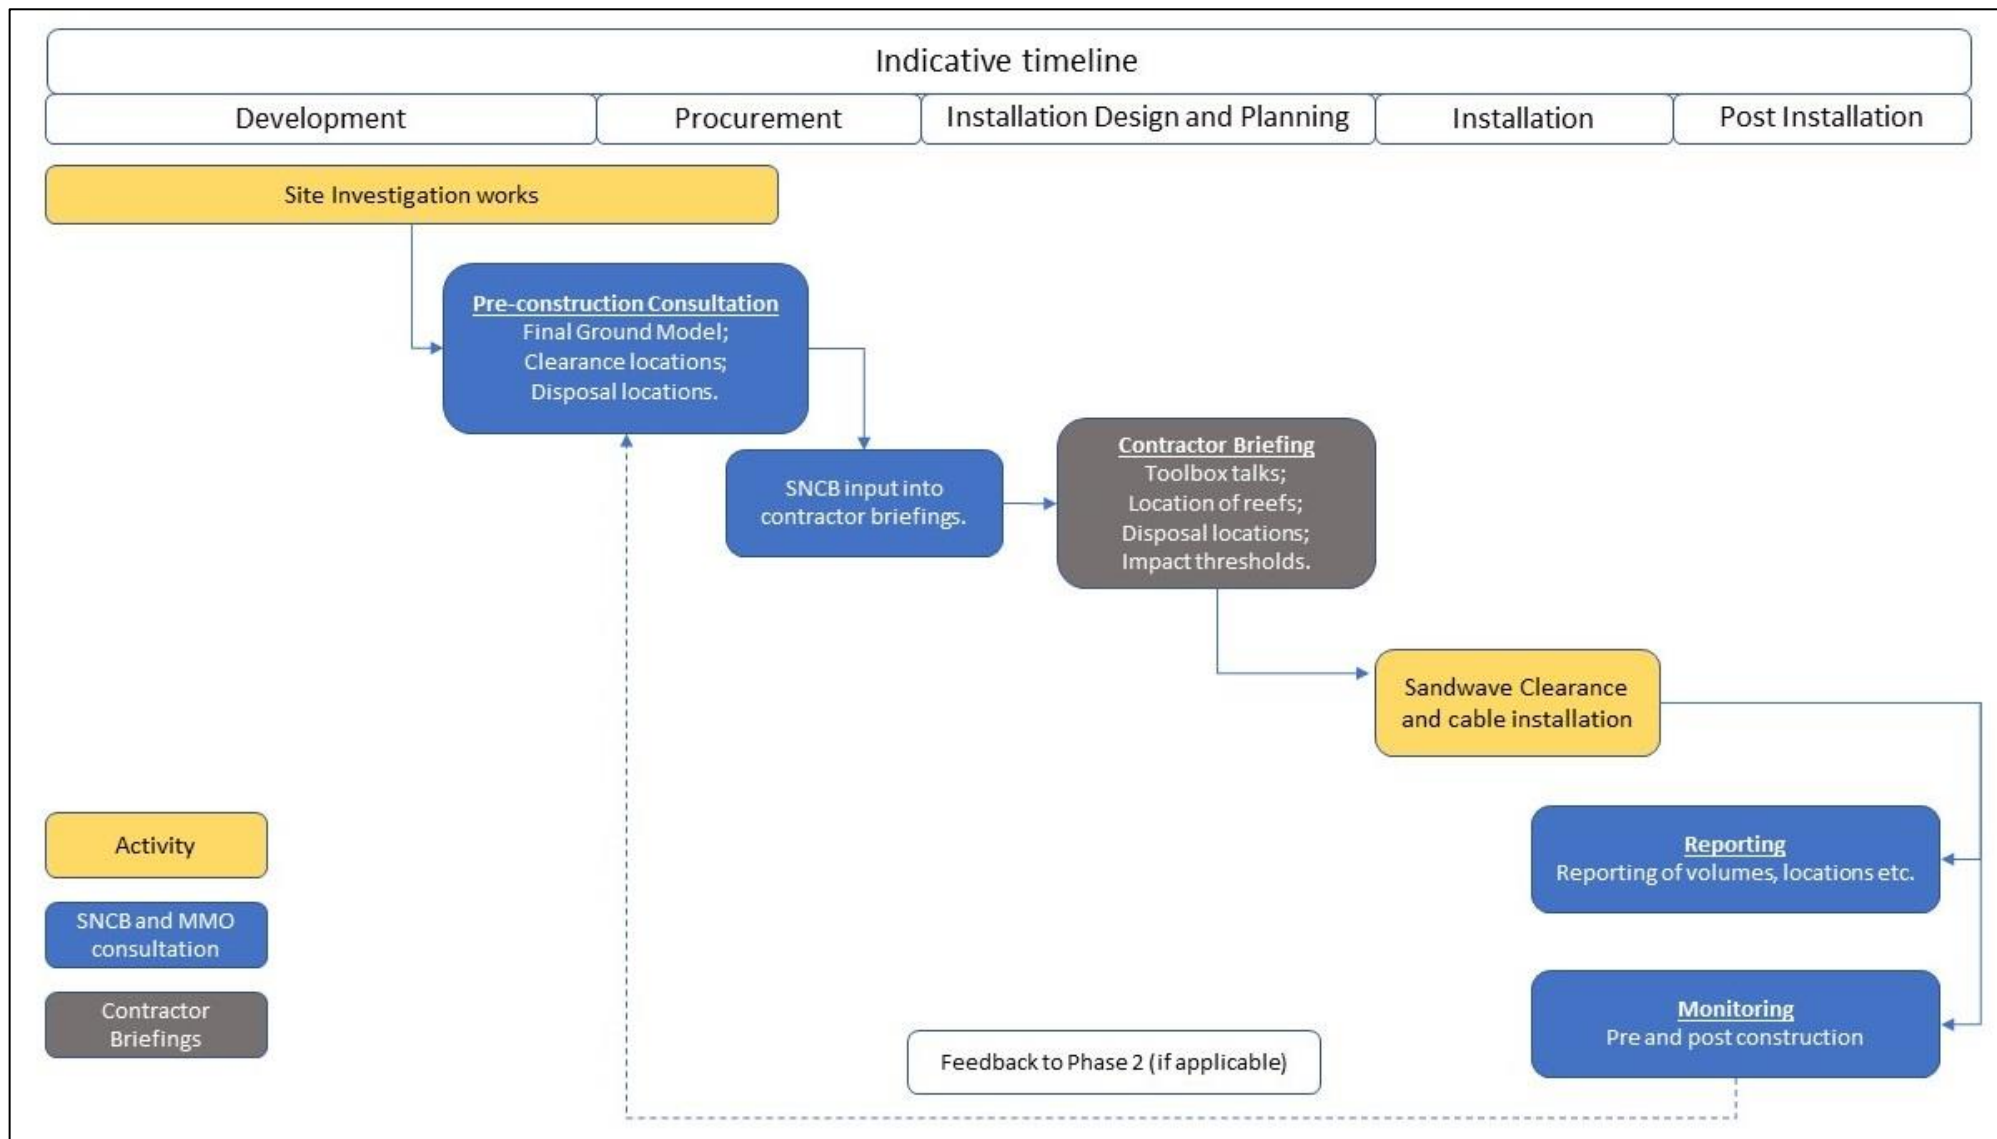 Indicative timeline
Development
Procurement
Installation Design and Planning
Installation
Post Installation
Site Investigation works
Pre-construction Consultation
Final Ground Model;
Clearance locations;
Disposal locations.
SNCB input into
contractor briefings.
Contractor Briefing
Toolbox talks;
Location of reefs;
Disposal locations;
Impact thresholds.
Sandwave Clearance
and cable installation
Reporting
Reporting of volumes, locations etc.
Monitoring
Pre and post construction
Feedback to Phase 2 (if applicable)
Activity
SNCB and MMO
consultation
Contractor
Briefings